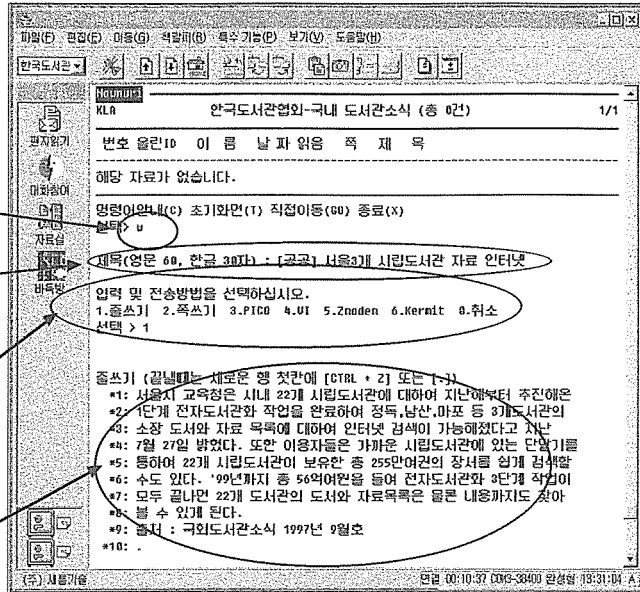 파일(F) 편집(E) 이동(G) 갈무리(R) 특수기능(P) 보기(V) 도움말(H)
한국도서관
Nounuri
KLA 한국도서관협회-국내 도서관소식 (총 0건) 1/1
번호 올린ID 이 름 날 짜 읽음 쪽 제 목
해당 자료가 없습니다.
명령어안내(C) 초기화면(T) 직접이동(GO) 종료(X)
선택> w
제목(영문 60, 한글 30자) : [공공] 서울3개 시립도서관 자료 인터넷
입력 및 전송방법을 선택하십시오.
1.줄쓰기 2.쪽쓰기 3.PICO 4.VI 5.Zmodem 6.Kermit 0.취소
선택 > 1
줄쓰기 (끝낼때는 새로운 행 첫칸에 [CTRL + Z] 또는 [.])
*1: 서울시 교육청은 시내 22개 시립도서관에 대하여 지난해부터 추진해온
*2: 1단계 전자도서관화 작업을 완료하여 정독,남산,마포 등 3개도서관의
*3: 소장 도서와 자료 목록에 대하여 인터넷 검색이 가능해졌다고 지난
*4: 7월 27일 밝혔다. 또한 이용자들은 가까운 시립도서관에 있는 단말기를
*5: 통하여 22개 시립도서관이 보유한 총 255만여권의 장서를 쉽게 검색할
*6: 수도 있다. '99년까지 총 56억여원을 들여 전자도서관화 3단계 작업이
*7: 모두 끝나면 22개 도서관의 도서와 자료목록은 물론 내용까지도 찾아
*8: 볼 수 있게 된다.
*9: 출처 : 국회도서관소식 1997년 9월호
*10: .
편지읽기
대화참여
자료실
바둑방
(주) 새롬기술 연결 00:10:37 COM3-38400 완성형 13:31:04 A